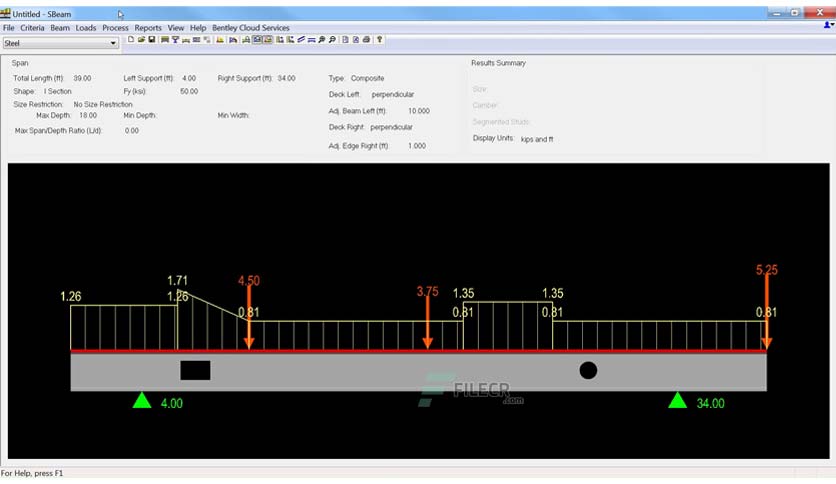 Untitled - SBeam
File Criteria Beam Loads Process Reports View Help Bentley Cloud Services
Steel
Span
Total Length (ft): 39.00 Left Support (ft): 4.00 Right Support (ft): 34.00
Shape: I Section Fy (ksi): 50.00
Size Restriction: No Size Restriction
Max Depth: 18.00 Min Depth: Min Width:
Max Span/Depth Ratio (L/d) 0.00
Type: Composite
Deck Left: perpendicular
Adj. Beam Left (ft): 10.000
Deck Right: perpendicular
Adj. Edge Right (ft): 1.000
Results Summary
Size:
Camber:
Segmented Studs:
Display Units: kips and ft
5.25
1.71 4.50
3.75
1.26 1.26 1.35 1.35
0.81 0.81 0.81 0.81
4.00 34.00
FILECR
.com
For Help, press F1